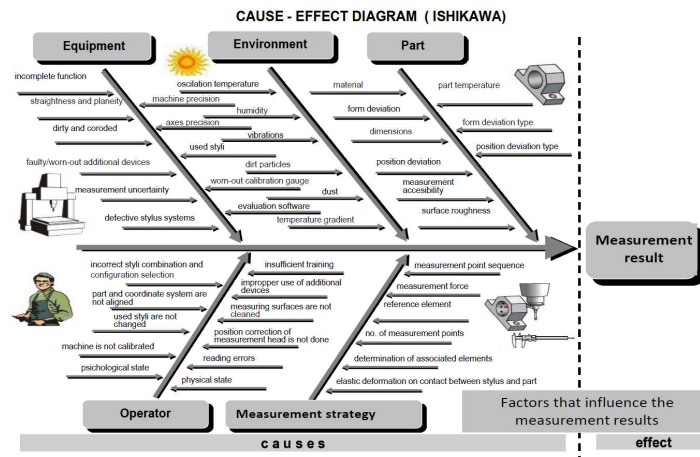 CAUSE - EFFECT DIAGRAM ( ISHIKAWA)
Equipment
Environment
Part
incomplete function
straightness and planeity
dirty and coroded
faulty/worn-out additional devices
measurement uncertainty
defective stylus systems
machine precision
axes precision
used styli
worn-out calibration gauge
evaluation software
oscilation temperature
humidity
vibrations
dirt particles
dust
temperature gradient
material
form deviation
dimensions
position deviation
measurement
accesibility
surface roughness
part temperature
form deviation type
position deviation type
Measurement
result
incorrect styli combination and
configuration selection
part and coordinate system are
not aligned
used styli are not
changed
machine is not calibrated
psichological state
insufficient training
improper use of additional
devices
measuring surfaces are not
cleaned
position correction of
measurement head is not done
reading errors
physical state
measurement point sequence
measurement force
reference element
no. of measurement points
determination of associated elements
elastic deformation on contact between stylus and part
Operator
Measurement strategy
Factors that influence the
measurement results
causes
effect